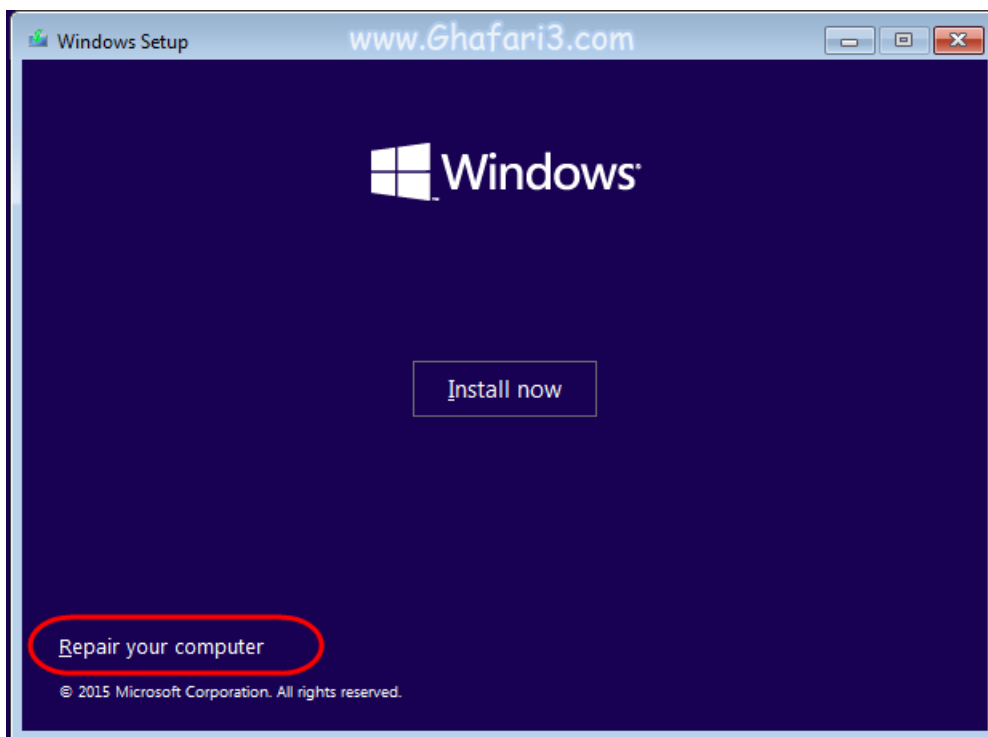 Windows Setup
www.Ghafari3.com
Windows
Install now
Repair your computer
© 2015 Microsoft Corporation. All rights reserved.